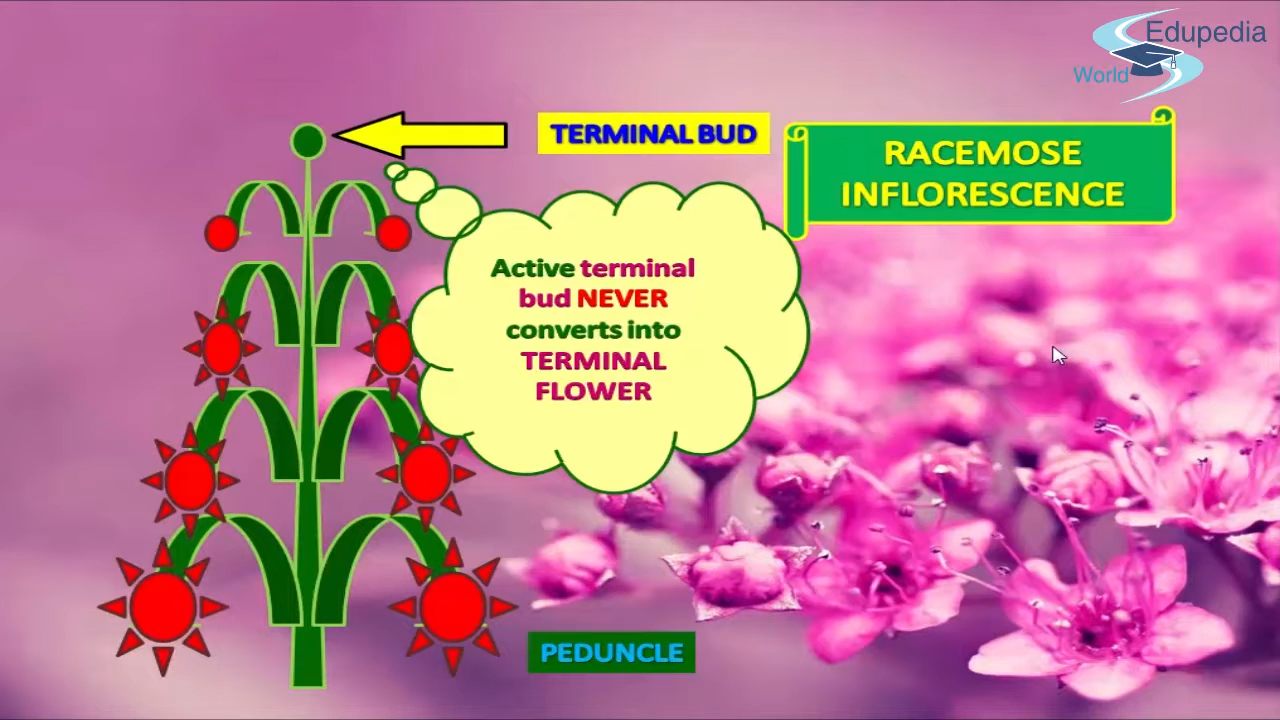 Edupedia
World
TERMINAL BUD
RACEMOSE
INFLORESCENCE
Active terminal
bud NEVER
converts into
TERMINAL
FLOWER
PEDUNCLE